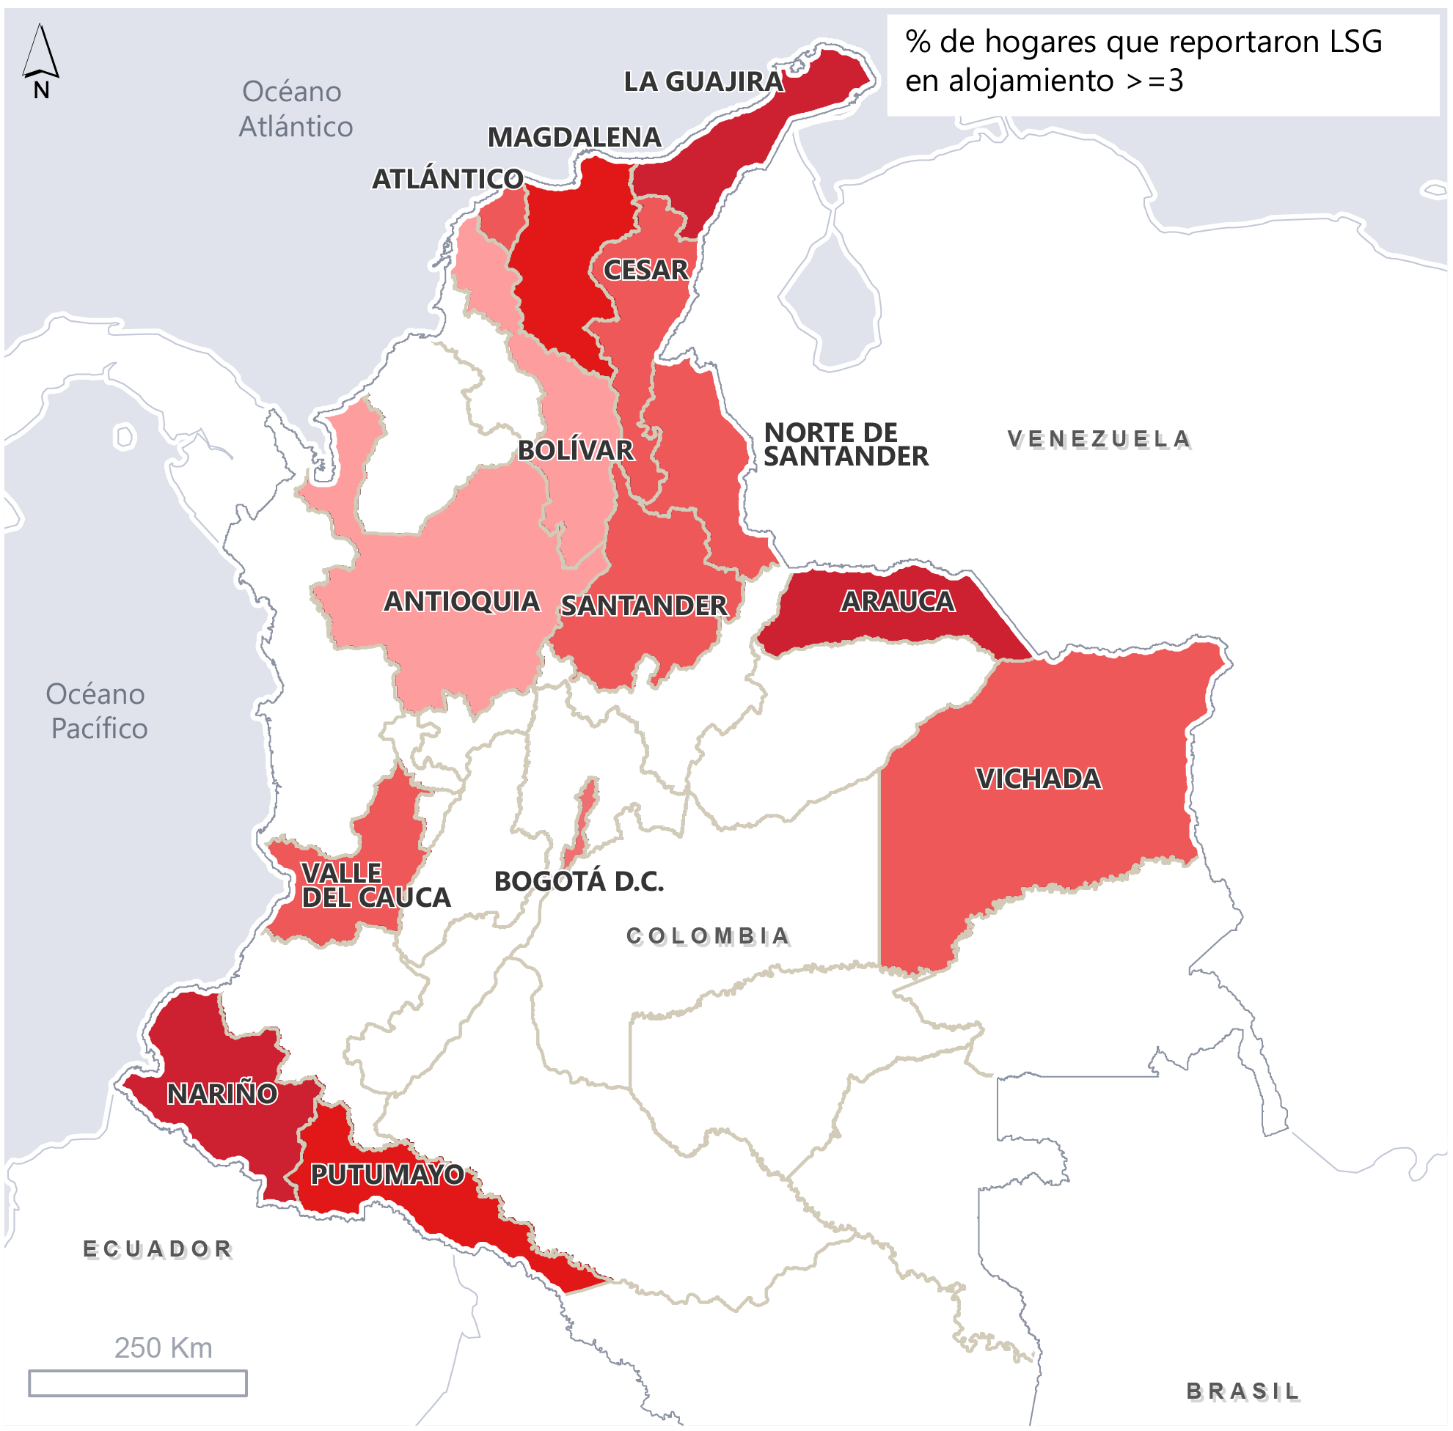 % de hogares que reportaron LSG
en alojamiento >=3
N
Océano
Atlántico
LA GUAJIRA
MAGDALENA
ATLÁNTICO
CESAR
NORTE DE
SANTANDER
VENEZUELA
BOLÍVAR
ANTIOQUIA
SANTANDER
ARAUCA
Océano
Pacífico
VICHADA
VALLE
DEL CAUCA
BOGOTÁ D.C.
COLOMBIA
NARIÑO
PUTUMAYO
ECUADOR
250 Km
BRASIL